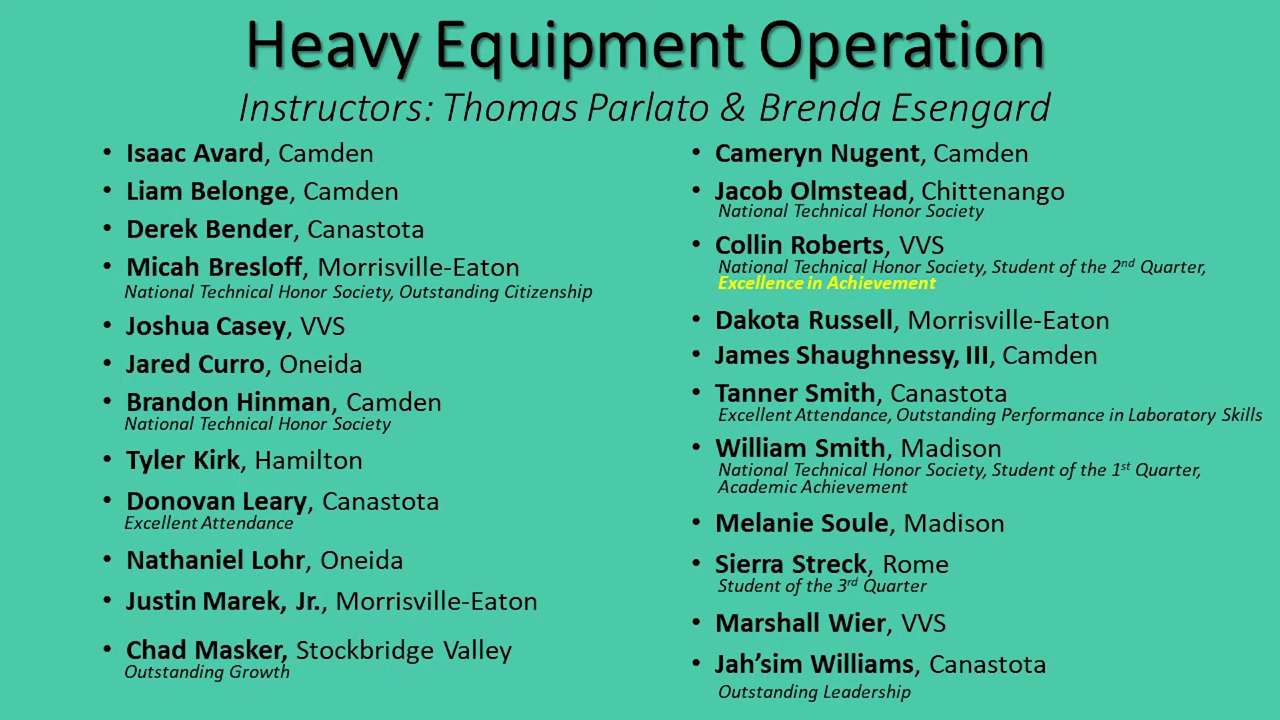 Heavy Equipment Operation
Instructors: Thomas Parlato & Brenda Esengard
• Isaac Avard, Camden
• Liam Belonge, Camden
• Derek Bender, Canastota
• Micah Bresloff, Morrisville-Eaton
National Technical Honor Society, Outstanding Citizenship
• Joshua Casey, VVS
• Jared Curro, Oneida
• Brandon Hinman, Camden
National Technical Honor Society
• Tyler Kirk, Hamilton
• Donovan Leary, Canastota
Excellent Attendance
• Nathaniel Lohr, Oneida
• Justin Marek, Jr., Morrisville-Eaton
• Chad Masker, Stockbridge Valley
Outstanding Growth
• Cameryn Nugent, Camden
• Jacob Olmstead, Chittenango
National Technical Honor Society
• Collin Roberts, VVS
National Technical Honor Society, Student of the 2nd Quarter,
Excellence in Achievement
• Dakota Russell, Morrisville-Eaton
• James Shaughnessy, III, Camden
• Tanner Smith, Canastota
Excellent Attendance, Outstanding Performance in Laboratory Skills
• William Smith, Madison
National Technical Honor Society, Student of the 1st Quarter,
Academic Achievement
• Melanie Soule, Madison
• Sierra Streck, Rome
Student of the 3rd Quarter
• Marshall Wier, VVS
• Jah’sim Williams, Canastota
Outstanding Leadership